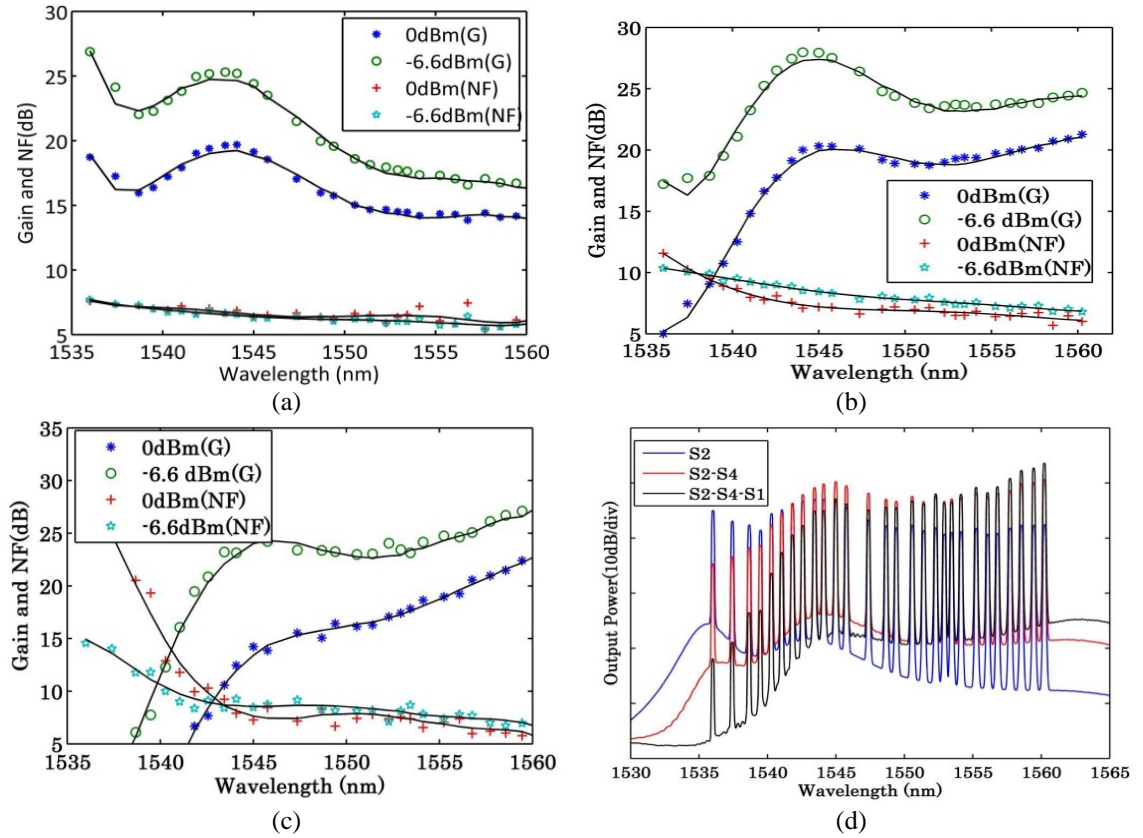 30
25
20
15
10
5
Gain and NF(dB)
0dBm(G)
-6.6dBm(G)
0dBm(NF)
-6.6dBm(NF)
1535 1540 1545 1550 1555 1560
Wavelength (nm)
(a)
30
25
20
15
10
5
Gain and NF(dB)
0dBm(G)
-6.6 dBm(G)
0dBm(NF)
-6.6dBm(NF)
1535 1540 1545 1550 1555 1560
Wavelength (nm)
(b)
35
30
25
20
15
10
5
Gain and NF(dB)
0dBm(G)
-6.6 dBm(G)
0dBm(NF)
-6.6dBm(NF)
1535 1540 1545 1550 1555 1560
Wavelength (nm)
(c)
Output Power(10dB/div)
S2
S2-S4
S2-S4-S1
1530 1535 1540 1545 1550 1555 1560 1565
Wavelength (nm)
(d)